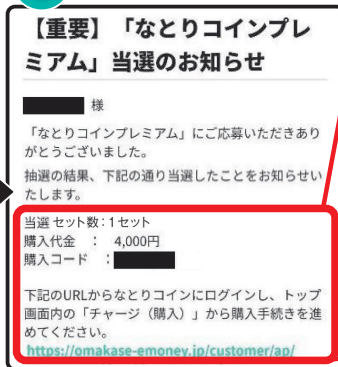 【重要】「なとりコインプレ
ミアム」当選のお知らせ
様
「なとりコインプレミアム」にご応募いただきあり
がとうございました。
抽選の結果、下記の通り当選したことをお知らせい
たします。
当選セット数：1セット
購入代金　：　4,000円
購入コード　：
下記のURLからなとりコインにログインし、トップ
画面内の「チャージ（購入）」から購入手続きを進
めてください。
https://omakase-emoney.jp/customer/ap/